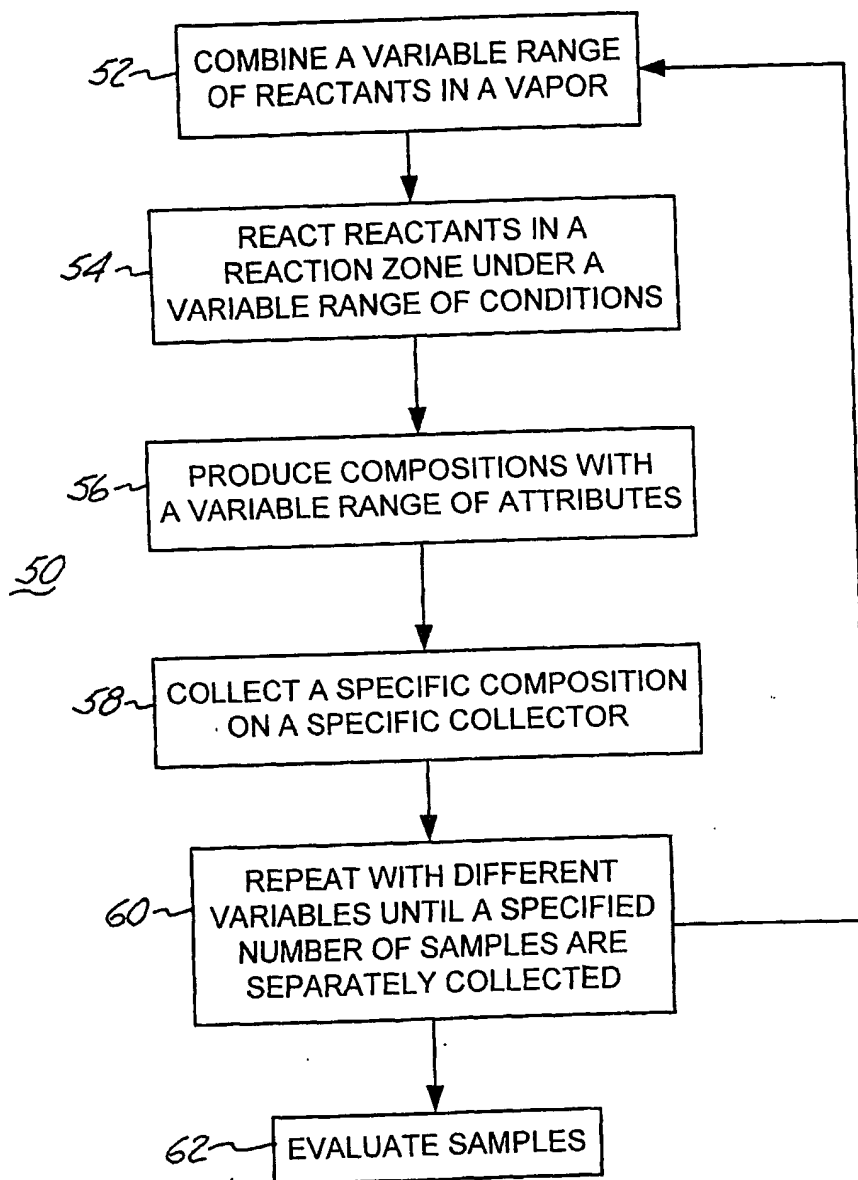 52 COMBINE A VARIABLE RANGE
OF REACTANTS IN A VAPOR
REACT REACTANTS IN A
54 REACTION ZONE UNDER A
VARIABLE RANGE OF CONDITIONS
56 PRODUCE COMPOSITIONS WITH
A VARIABLE RANGE OF ATTRIBUTES
50
58 COLLECT A SPECIFIC COMPOSITION
ON A SPECIFIC COLLECTOR
REPEAT WITH DIFFERENT
60 VARIABLES UNTIL A SPECIFIED
NUMBER OF SAMPLES ARE
SEPARATELY COLLECTED
62 EVALUATE SAMPLES